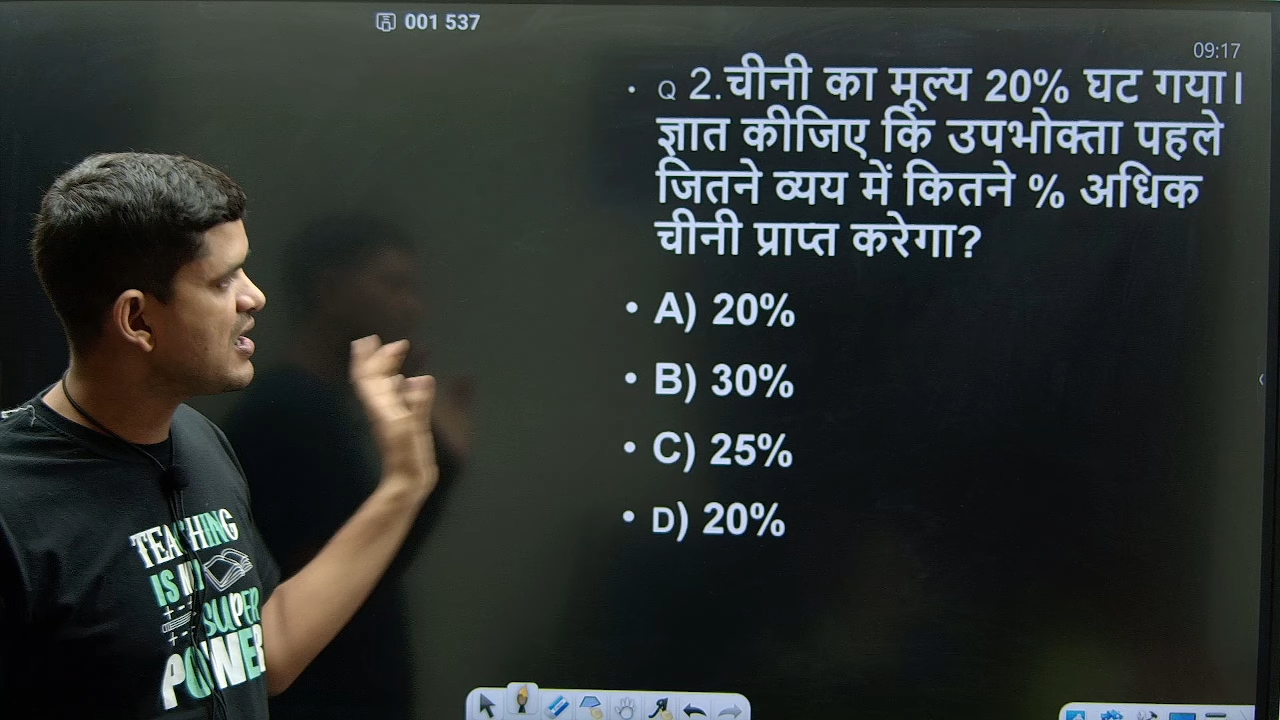 001 537
09:17
• Q 2.चीनी का मूल्य 20% घट गया।
ज्ञात कीजिए कि उपभोक्ता पहले
जितने व्यय में कितने % अधिक
चीनी प्राप्त करेगा?
• A) 20%
• B) 30%
• C) 25%
• D) 20%
TEACHING
IS
SUPER
POWER